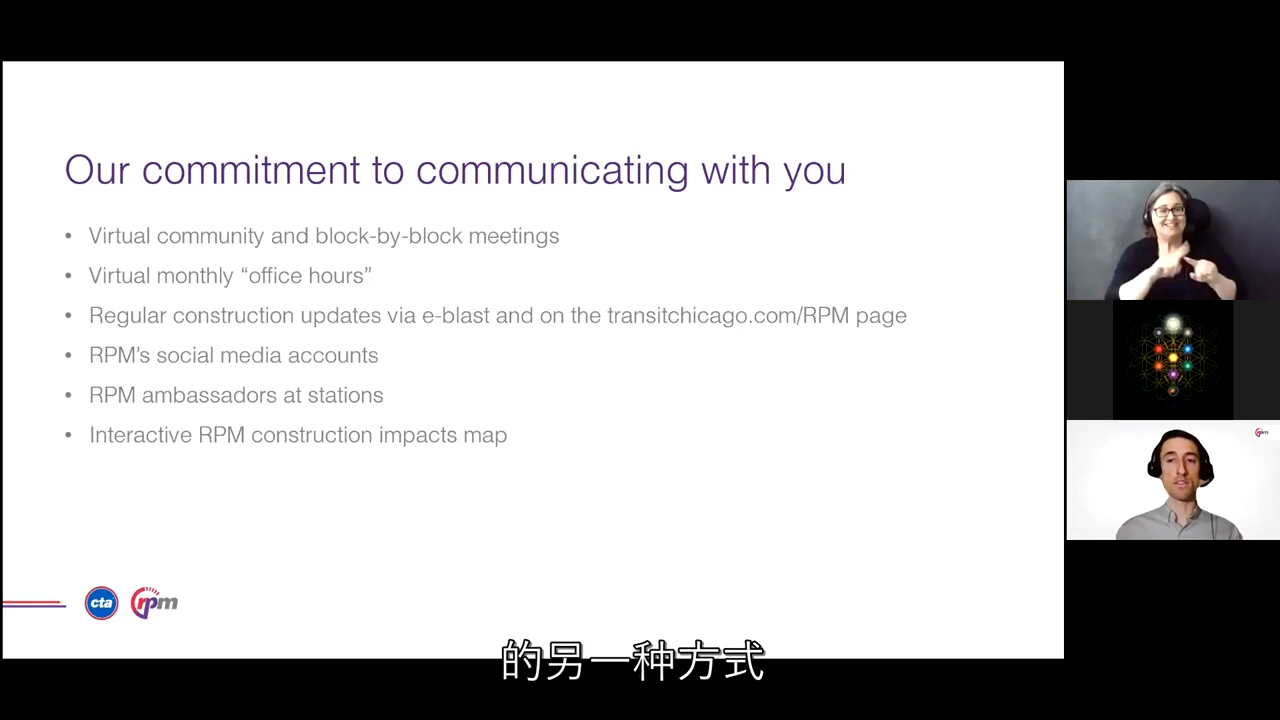 Our commitment to communicating with you
• Virtual community and block-by-block meetings
• Virtual monthly “office hours”
• Regular construction updates via e-blast and on the transitchicago.com/RPM page
• RPM’s social media accounts
• RPM ambassadors at stations
• Interactive RPM construction impacts map
rpm
cta rpm
的另一种方式